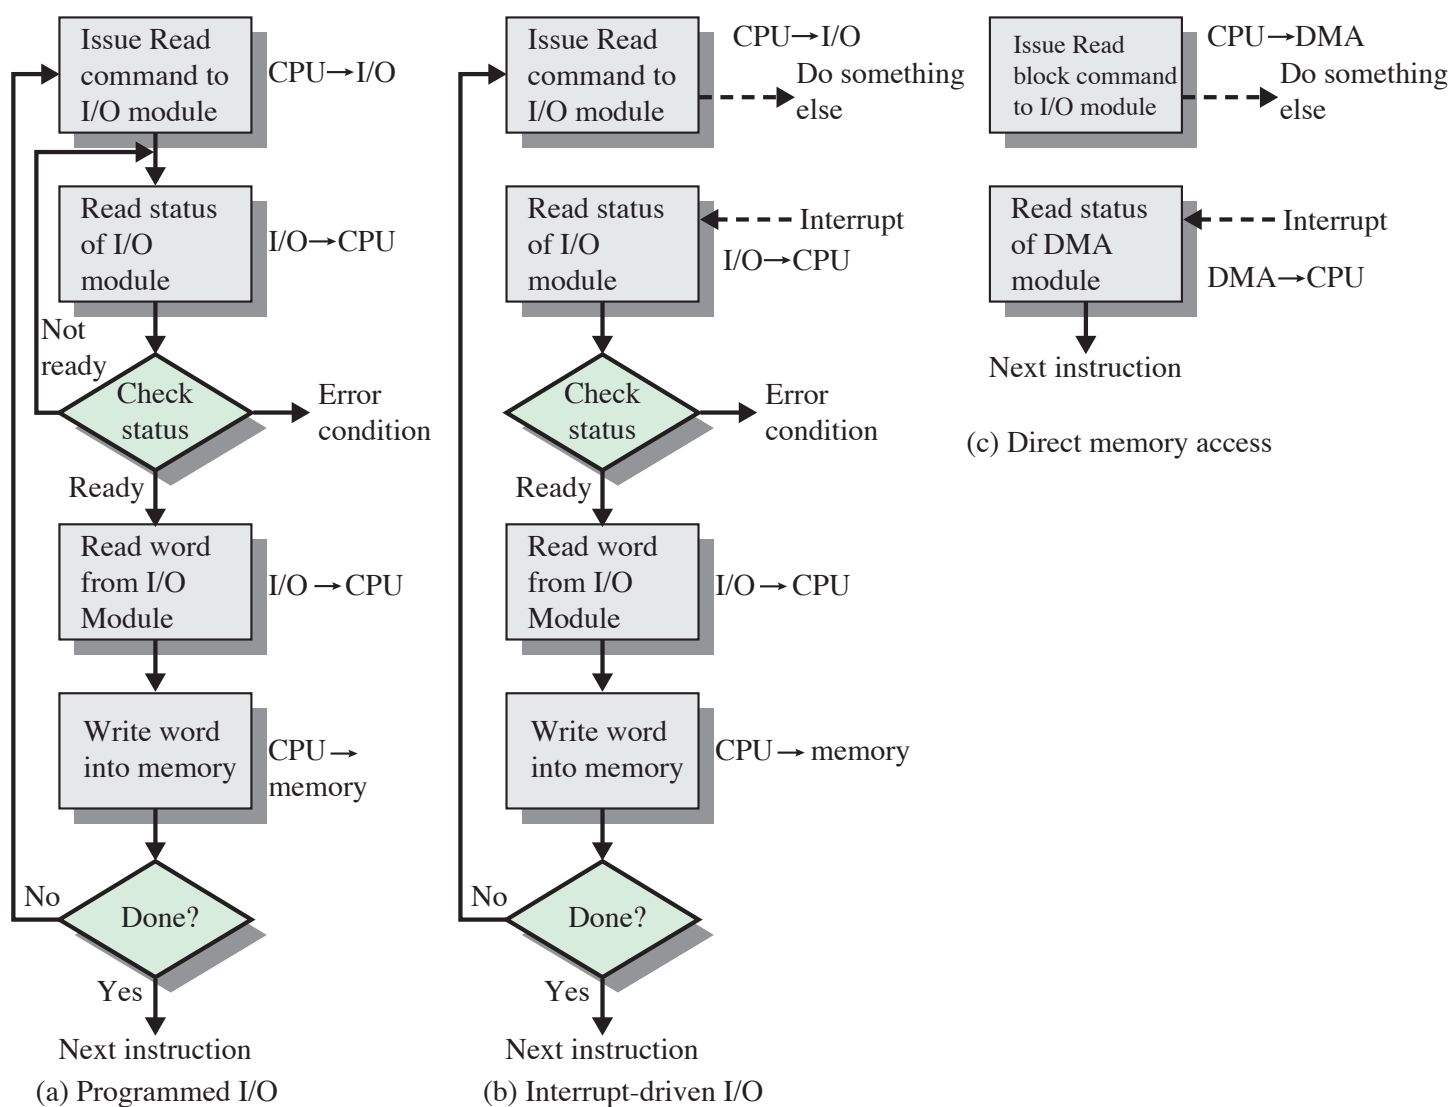 Issue Read
command to
I/O module
CPU→I/O
Read status
of I/O
module
I/O→CPU
Not
ready
Check
status
Error
condition
Ready
Read word
from I/O
Module
I/O → CPU
Write word
into memory
CPU →
memory
No
Done?
Yes
Next instruction
(a) Programmed I/O
Issue Read
command to
I/O module
CPU→I/O
Do something
else
Read status
of I/O
module
Interrupt
I/O→CPU
Check
status
Error
condition
Ready
Read word
from I/O
Module
I/O → CPU
Write word
into memory
CPU → memory
No
Done?
Yes
Next instruction
(b) Interrupt-driven I/O
Issue Read
block command
to I/O module
CPU→DMA
Do something
else
Read status
of DMA
module
Interrupt
DMA→CPU
Next instruction
(c) Direct memory access